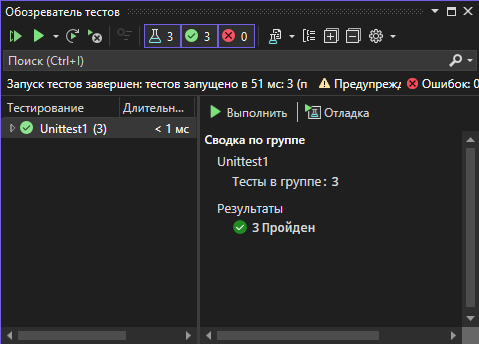 Обозреватель тестов
3 3 0
Поиск (Ctrl+I)
Запуск тестов завершен: тестов запущено в 51 мс: 3 (п Предупрежд Ошибок: 0
Тестирование Длительн...
Unittest1 (3) < 1 мс
Выполнить Отладка
Сводка по группе
Unittest1
Тесты в группе: 3
Результаты
3 Пройден